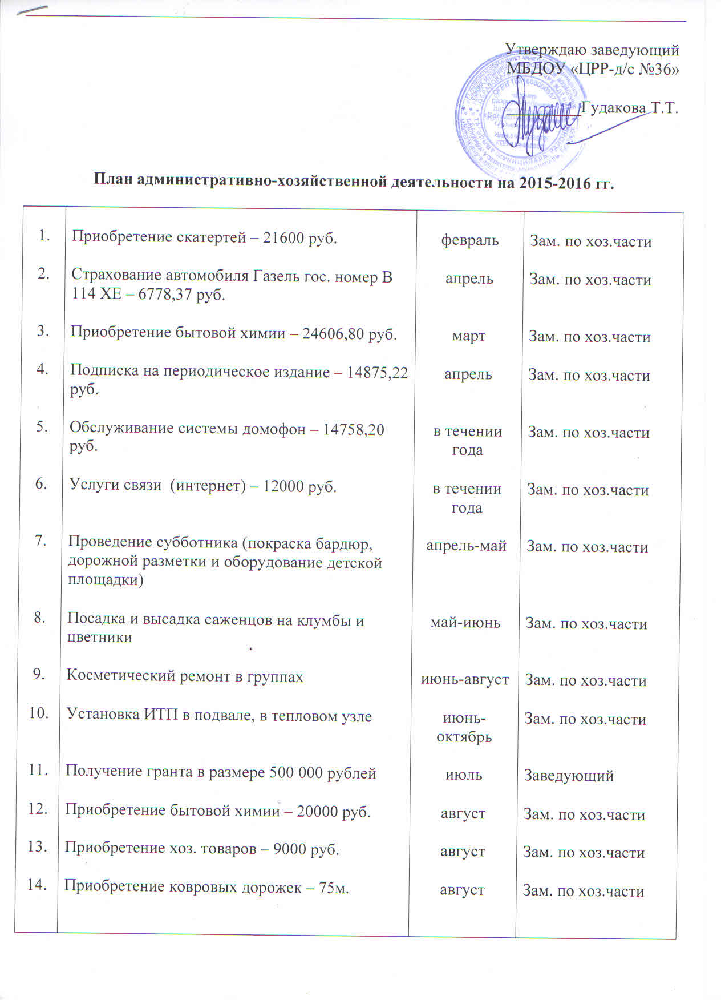 Утверждаю заведующий
МБДОУ «ЦРР-д/с №36»
Гудакова Т.Т.
План административно-хозяйственной деятельности на 2015-2016 гг.
1. Приобретение скатертей – 21600 руб. февраль Зам. по хоз.части
2. Страхование автомобиля Газель гос. номер В апрель Зам. по хоз.части
114 ХЕ – 6778,37 руб.
3. Приобретение бытовой химии – 24606,80 руб. март Зам. по хоз.части
4. Подписка на периодическое издание – 14875,22 апрель Зам. по хоз.части
руб.
5. Обслуживание системы домофон – 14758,20 в течении Зам. по хоз.части
руб. года
6. Услуги связи (интернет) – 12000 руб. в течении Зам. по хоз.части
года
7. Проведение субботника (покраска бардюр, апрель-май Зам. по хоз.части
дорожной разметки и оборудование детской
площадки)
8. Посадка и высадка саженцов на клумбы и май-июнь Зам. по хоз.части
цветники
9. Косметический ремонт в группах июнь-август Зам. по хоз.части
10. Установка ИТП в подвале, в тепловом узле июнь- Зам. по хоз.части
октябрь
11. Получение гранта в размере 500 000 рублей июль Заведующий
12. Приобретение бытовой химии – 20000 руб. август Зам. по хоз.части
13. Приобретение хоз. товаров – 9000 руб. август Зам. по хоз.части
14. Приобретение ковровых дорожек – 75м. август Зам. по хоз.части